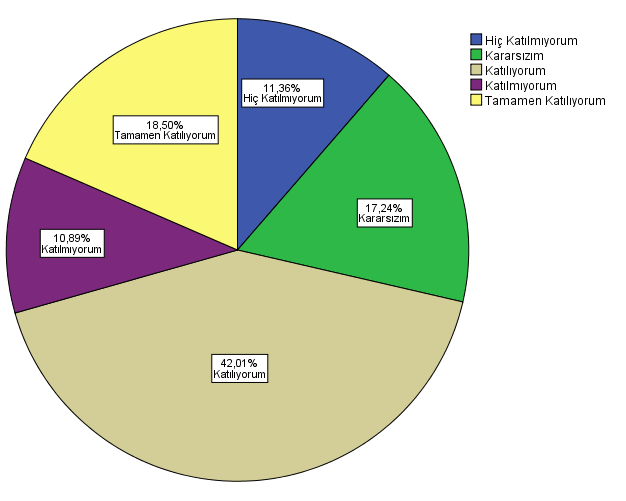 Hiç Katılmıyorum
Kararsızım
Katılıyorum
Katılmıyorum
Tamamen Katılıyorum
11,36%
Hiç Katılmıyorum
18,50%
Tamamen Katılıyorum
17,24%
Kararsızım
10,89%
Katılmıyorum
42,01%
Katılıyorum